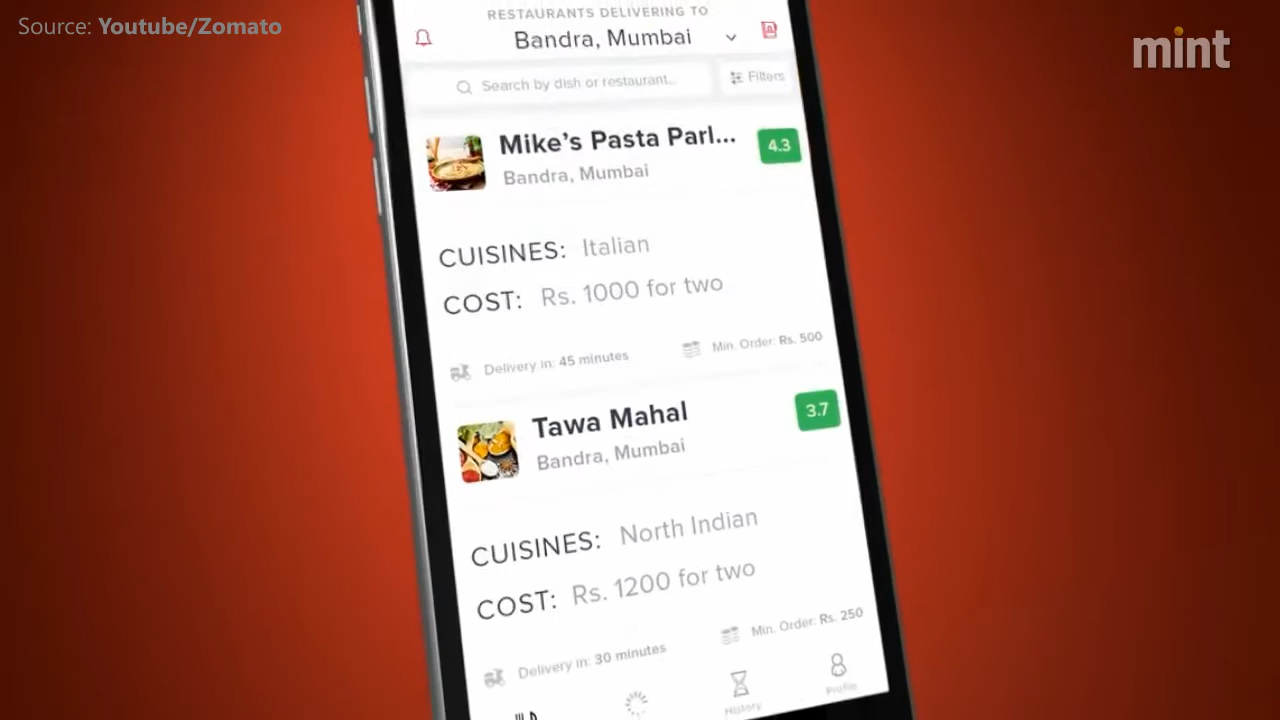 Source: Youtube/Zomato
mint
RESTAURANTS DELIVERING TO
Bandra, Mumbai
Search by dish or restaurant...
Filters
Mike's Pasta Parl...
4.3
Bandra, Mumbai
CUISINES: Italian
COST: Rs. 1000 for two
Delivery in: 45 minutes
Min. Order: Rs. 500
Tawa Mahal
3.7
Bandra, Mumbai
CUISINES: North Indian
COST: Rs. 1200 for two
Delivery in: 30 minutes
Min. Order: Rs. 250
History
Profile